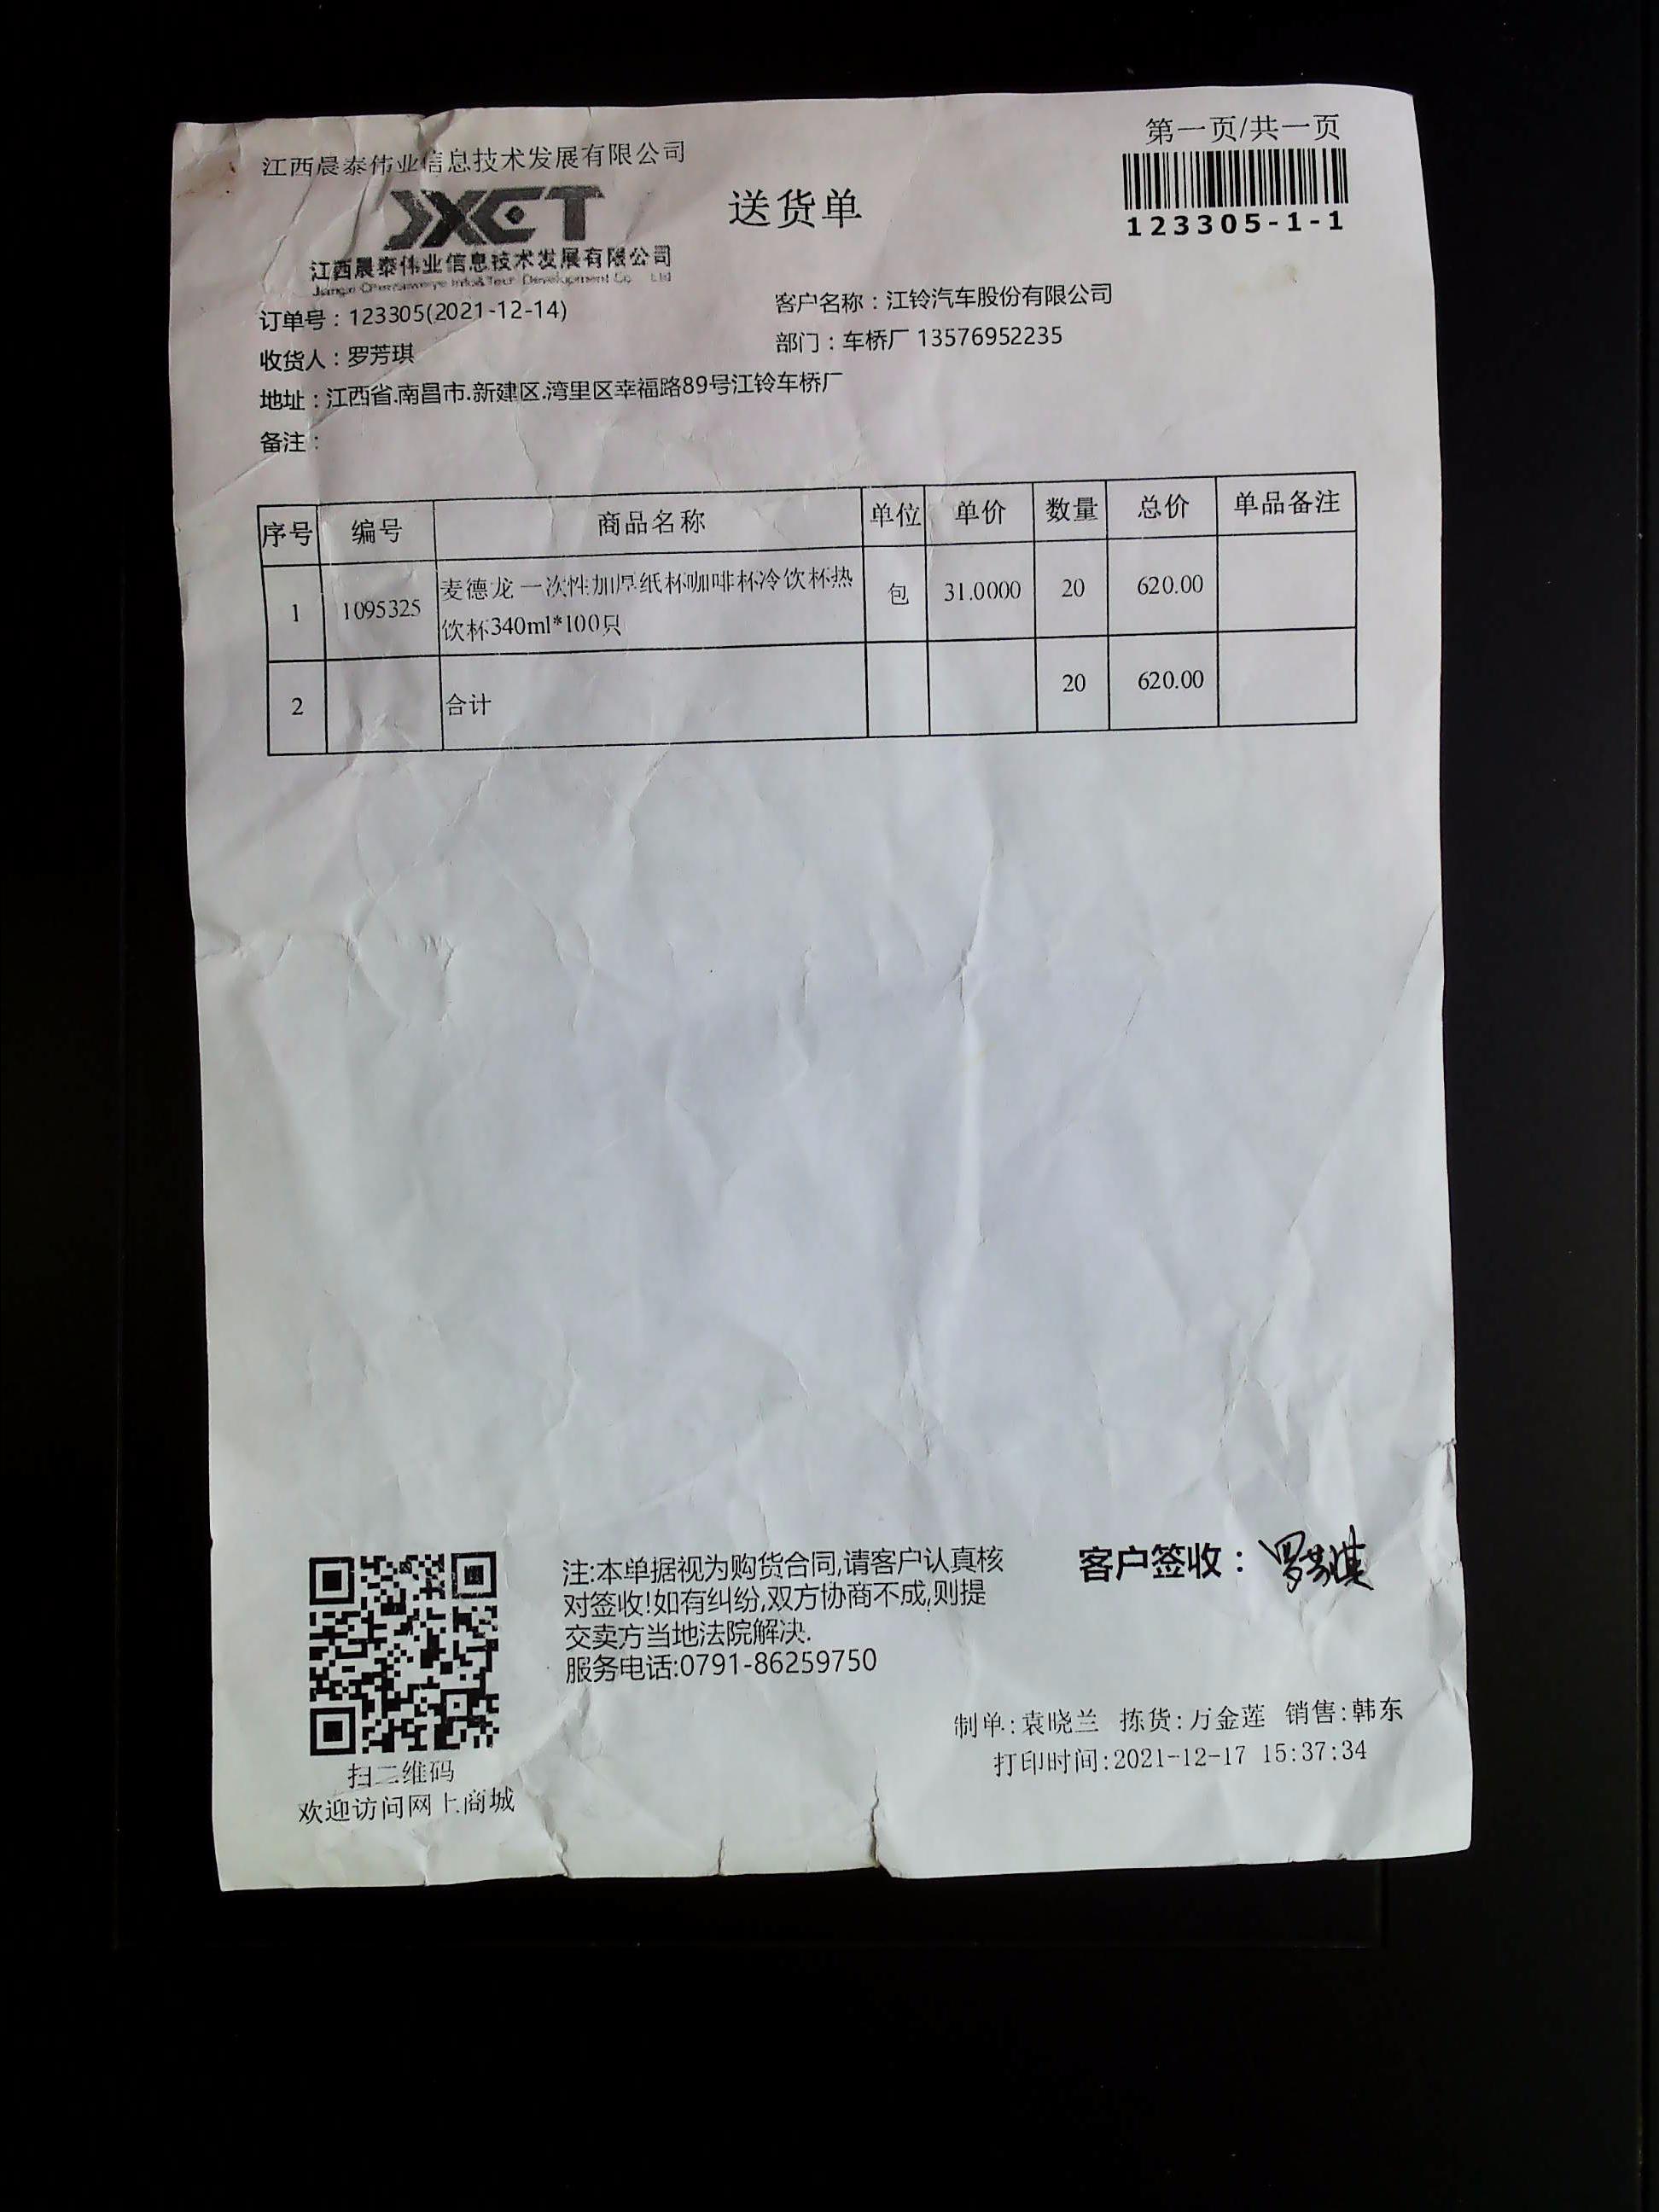 第一页/共一页
江西晨泰伟业信息技术发展有限公司
JXCT
送货单
123305-1-1
江西晨泰伟业信息技术发展有限公司
订单号：123305(2021-12-14)
客户名称：江铃汽车股份有限公司
收货人：罗芳琪
部门：车桥厂 13576952235
地址：江西省.南昌市.新建区.湾里区幸福路89号江铃车桥厂
备注：
序号 编号 商品名称 单位 单价 数量 总价 单品备注
1 1095325 麦德龙一次性加厚纸杯咖啡杯冷饮杯热 包 31.0000 20 620.00
饮杯340ml*100只
2 合计 20 620.00
注:本单据视为购货合同,请客户认真核
对签收!如有纠纷,双方协商不成,则提
交卖方当地法院解决.
服务电话:0791-86259750
客户签收：罗芳琪
制单:袁晓兰 拣货:万金莲 销售:韩东
打印时间:2021-12-17 15:37:34
扫二维码
欢迎访问网上商城